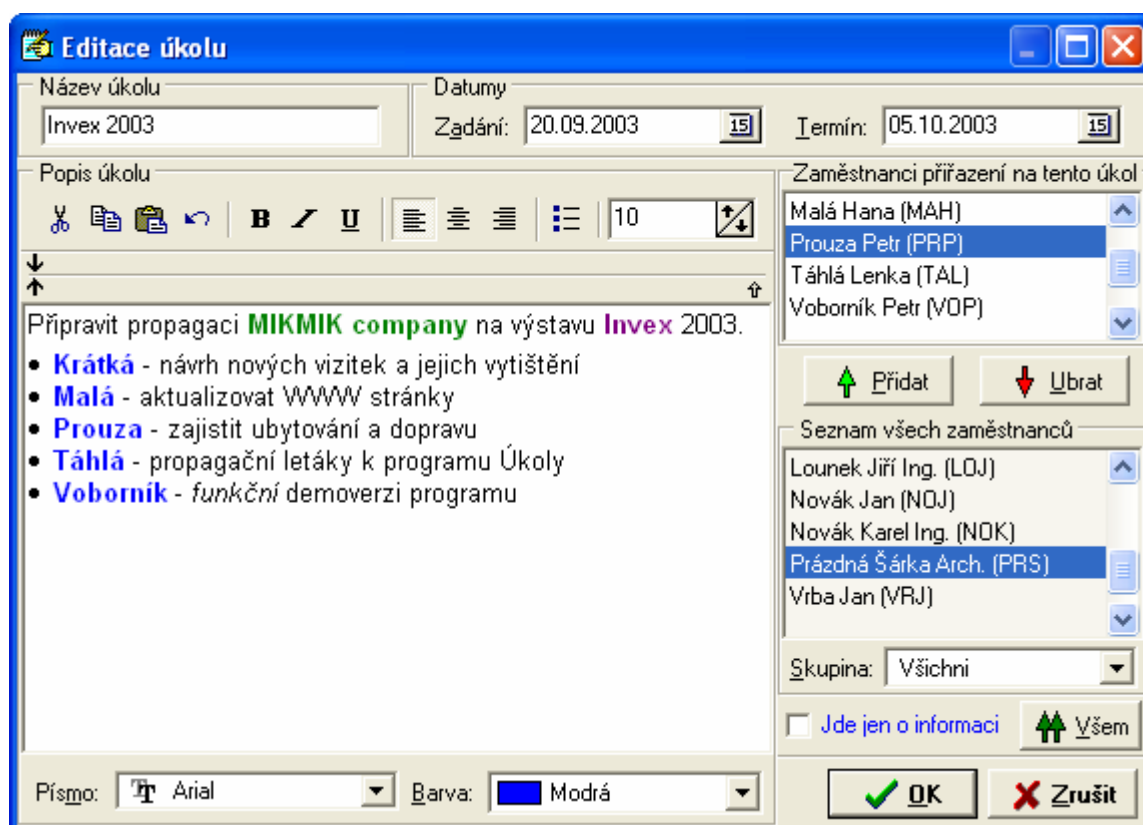 Editace úkolu
Název úkolu
Invex 2003
Datumy
Zadání: 20.09.2003 15 Termín: 05.10.2003 15
Popis úkolu
B I U 10
Připravit propagaci MIKMIK company na výstavu Invex 2003.
• Krátká - návrh nových vizitek a jejich vytištění
• Malá - aktualizovat WWW stránky
• Prouza - zajistit ubytování a dopravu
• Táhlá - propagační letáky k programu Úkoly
• Voborník - funkční demoverzi programu
Písmo: Arial Barva: Modrá
Zaměstnanci přiřazení na tento úkol
Malá Hana (MAH)
Prouza Petr (PRP)
Táhlá Lenka (TAL)
Voborník Petr (VOP)
Přidat Ubrat
Seznam všech zaměstnanců
Lounek Jiří Ing. (LOJ)
Novák Jan (NOJ)
Novák Karel Ing. (NOK)
Prázdná Šárka Arch. (PRS)
Vrba Jan (VRJ)
Skupina: Všichni
Jde jen o informaci Všem
OK Zrušit